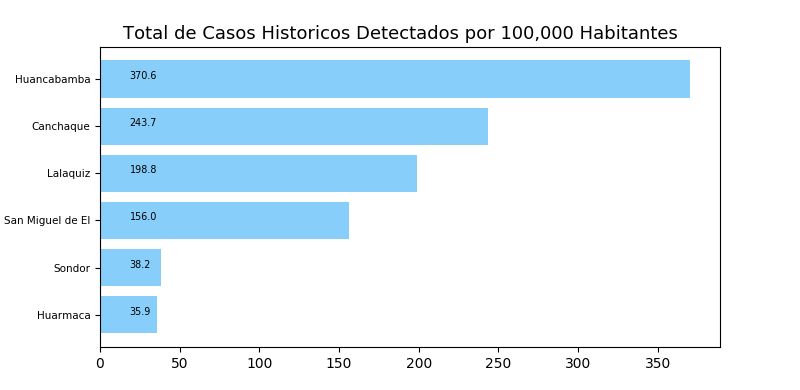 Total de Casos Historicos Detectados por 100,000 Habitantes
Huancabamba 370.6
Canchaque 243.7
Lalaquiz 198.8
San Miguel de El 156.0
Sondor 38.2
Huarmaca 35.9
0 50 100 150 200 250 300 350